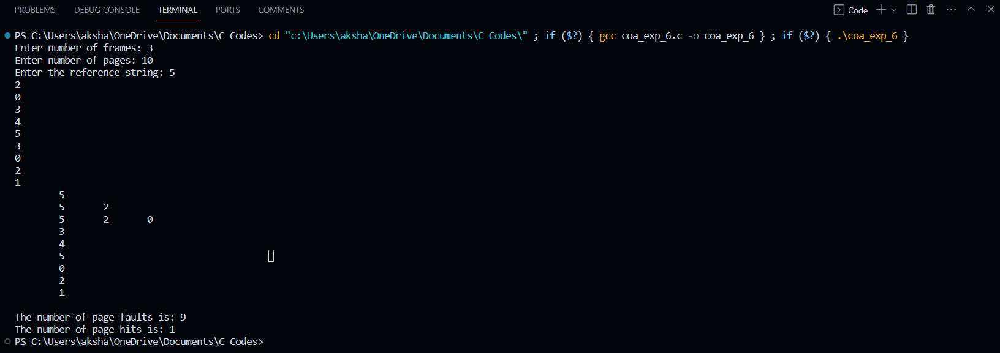 PROBLEMS DEBUG CONSOLE TERMINAL PORTS COMMENTS Code
PS C:\Users\aksha\OneDrive\Documents\C Codes> cd "c:\Users\aksha\OneDrive\Documents\C Codes\" ; if ($?) { gcc coa_exp_6.c -o coa_exp_6 } ; if ($?) { .\coa_exp_6 }
Enter number of frames: 3
Enter number of pages: 10
Enter the reference string: 5
2
0
3
4
5
3
0
2
1
5
5 2
5 2 0
3
4
5
0
2
1
The number of page faults is: 9
The number of page hits is: 1
PS C:\Users\aksha\OneDrive\Documents\C Codes>